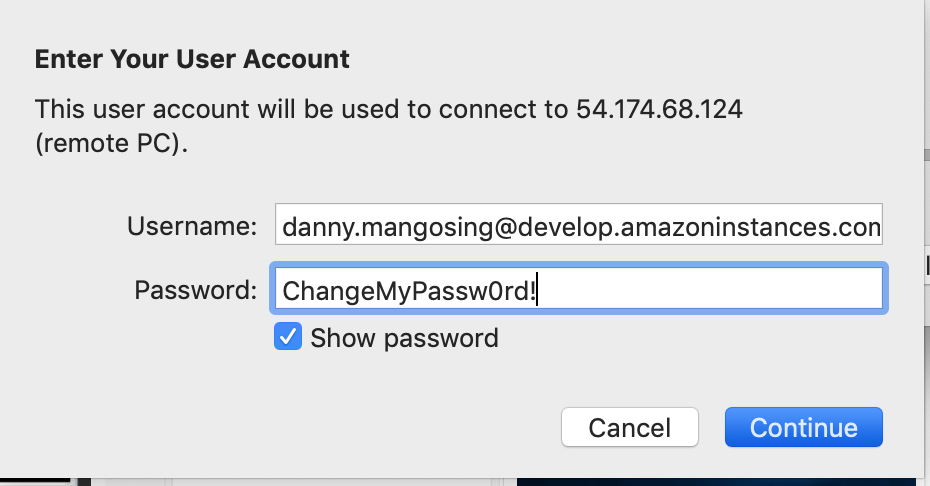 Enter Your User Account
This user account will be used to connect to 54.174.68.124
(remote PC).
Username: danny.mangosing@develop.amazoninstances.com
Password: ChangeMyPassw0rd!
Show password
Cancel Continue